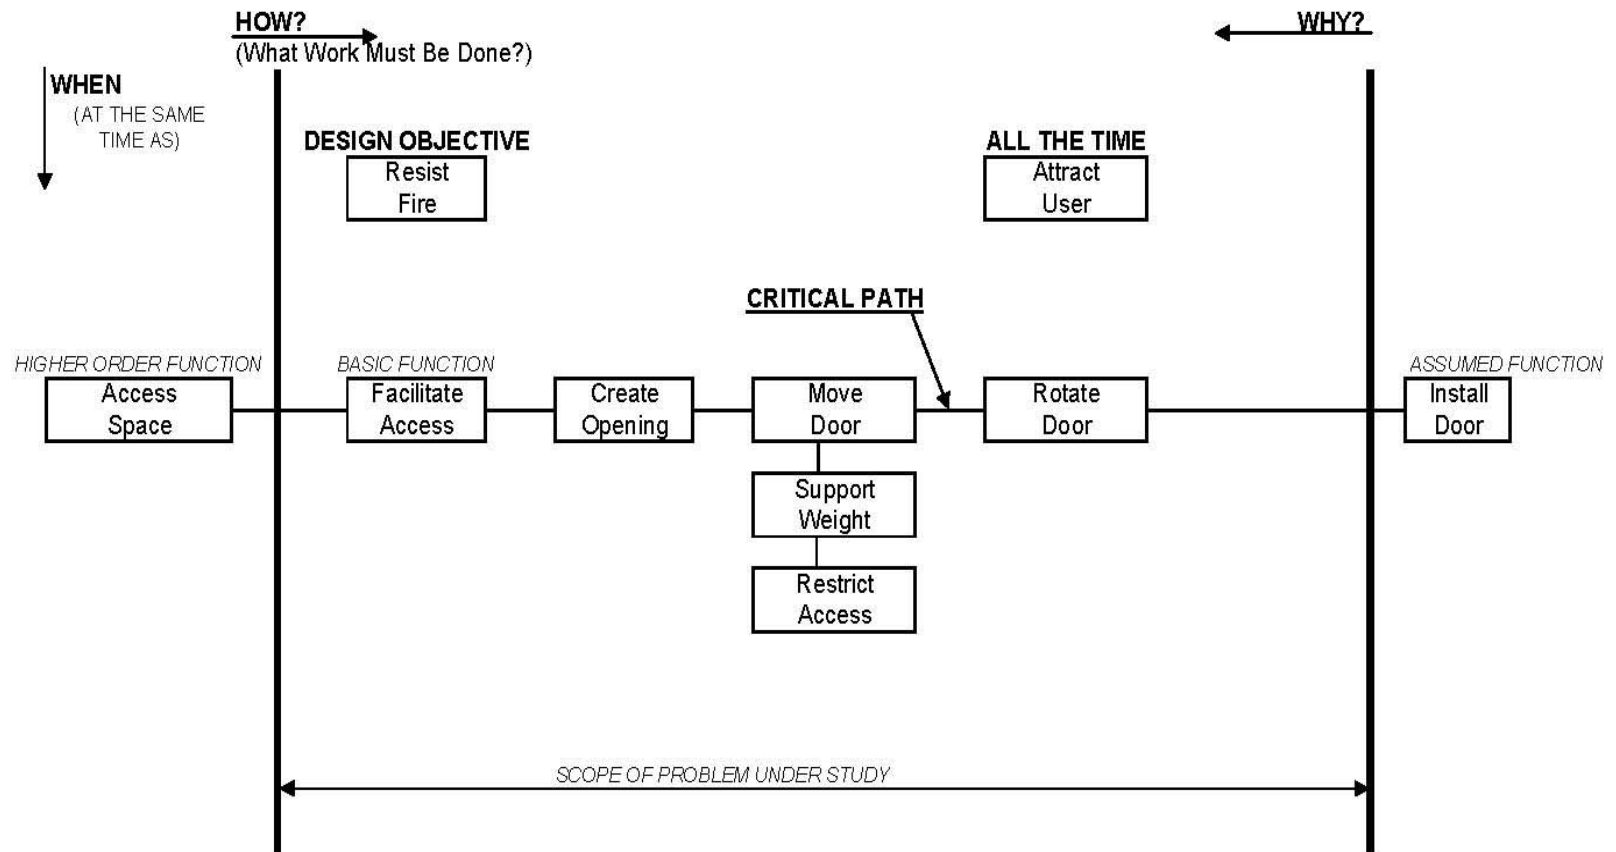 HOW?
(What Work Must Be Done?)
WHY?
WHEN
(AT THE SAME
TIME AS)
DESIGN OBJECTIVE
Resist
Fire
ALL THE TIME
Attract
User
CRITICAL PATH
HIGHER ORDER FUNCTION
Access
Space
BASIC FUNCTION
Facilitate
Access
Create
Opening
Move
Door
Rotate
Door
ASSUMED FUNCTION
Install
Door
Support
Weight
Restrict
Access
SCOPE OF PROBLEM UNDER STUDY